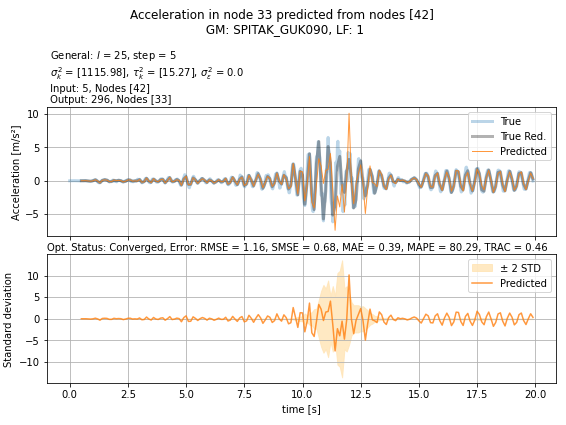 Acceleration in node 33 predicted from nodes [42]
GM: SPITAK_GUK090, LF: 1
General: l = 25, step = 5
σ²ₖ = [1115.98], τ²ₖ = [15.27], σ²_ε = 0.0
Input: 5, Nodes [42]
Output: 296, Nodes [33]
Acceleration [m/s²]
10
5
0
−5
True
True Red.
Predicted
Opt. Status: Converged, Error: RMSE = 1.16, SMSE = 0.68, MAE = 0.39, MAPE = 80.29, TRAC = 0.46
Standard deviation
10
5
0
−5
−10
± 2 STD
Predicted
0.0 2.5 5.0 7.5 10.0 12.5 15.0 17.5 20.0
time [s]